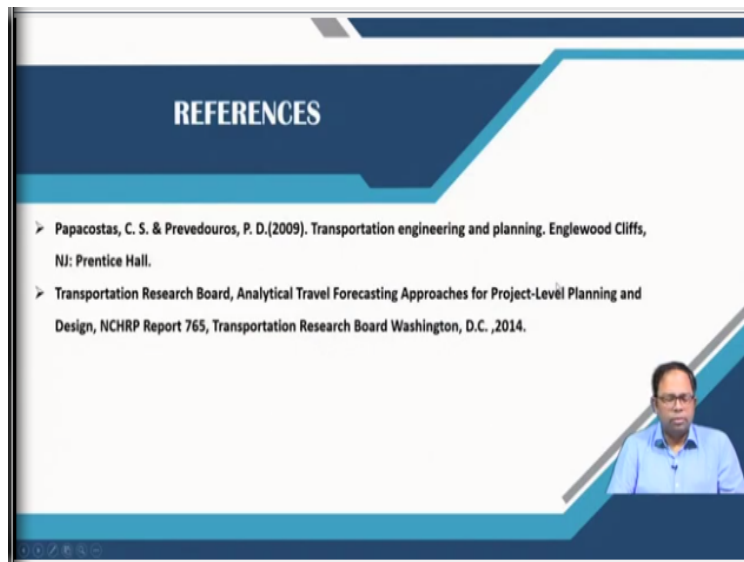 REFERENCES
➢ Papacostas, C. S. & Prevedouros, P. D.(2009). Transportation engineering and planning. Englewood Cliffs,
NJ: Prentice Hall.
➢ Transportation Research Board, Analytical Travel Forecasting Approaches for Project-Level Planning and
Design, NCHRP Report 765, Transportation Research Board Washington, D.C. ,2014.